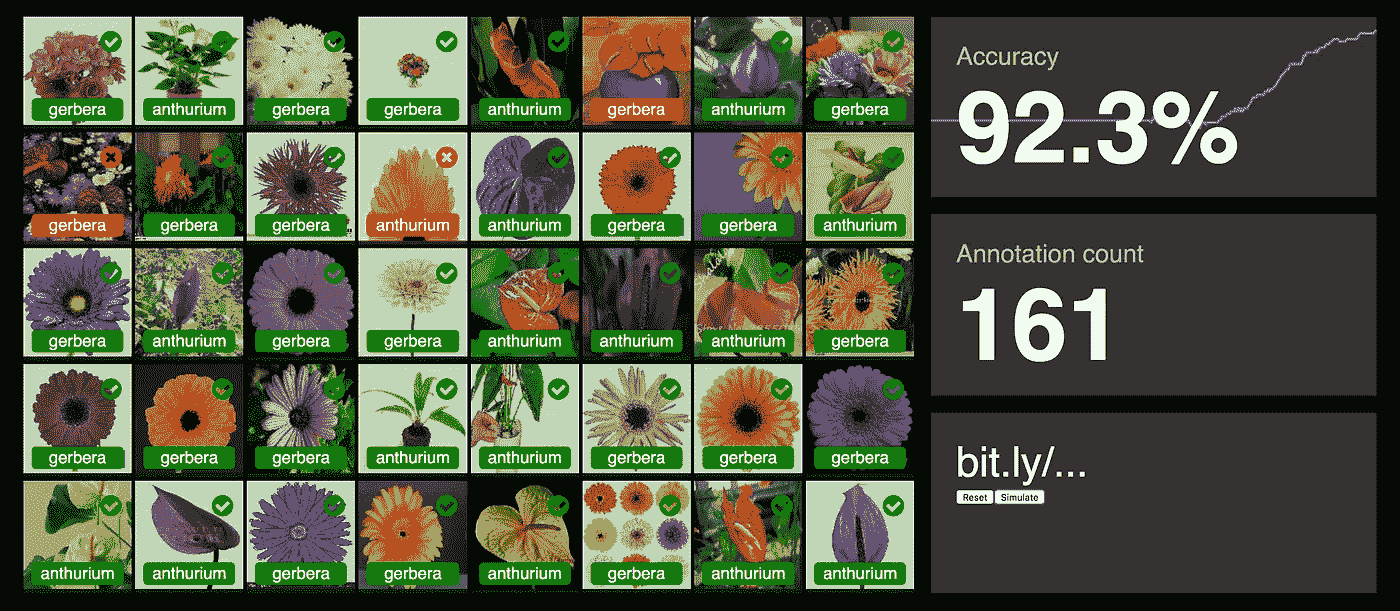 gerbera anthurium gerbera gerbera anthurium gerbera anthurium gerbera
gerbera gerbera gerbera anthurium anthurium gerbera gerbera anthurium
gerbera anthurium gerbera gerbera anthurium anthurium anthurium gerbera
gerbera gerbera gerbera anthurium anthurium gerbera gerbera gerbera
anthurium anthurium gerbera gerbera anthurium gerbera anthurium anthurium
Accuracy
92.3%
Annotation count
161
bit.ly/...
Reset Simulate